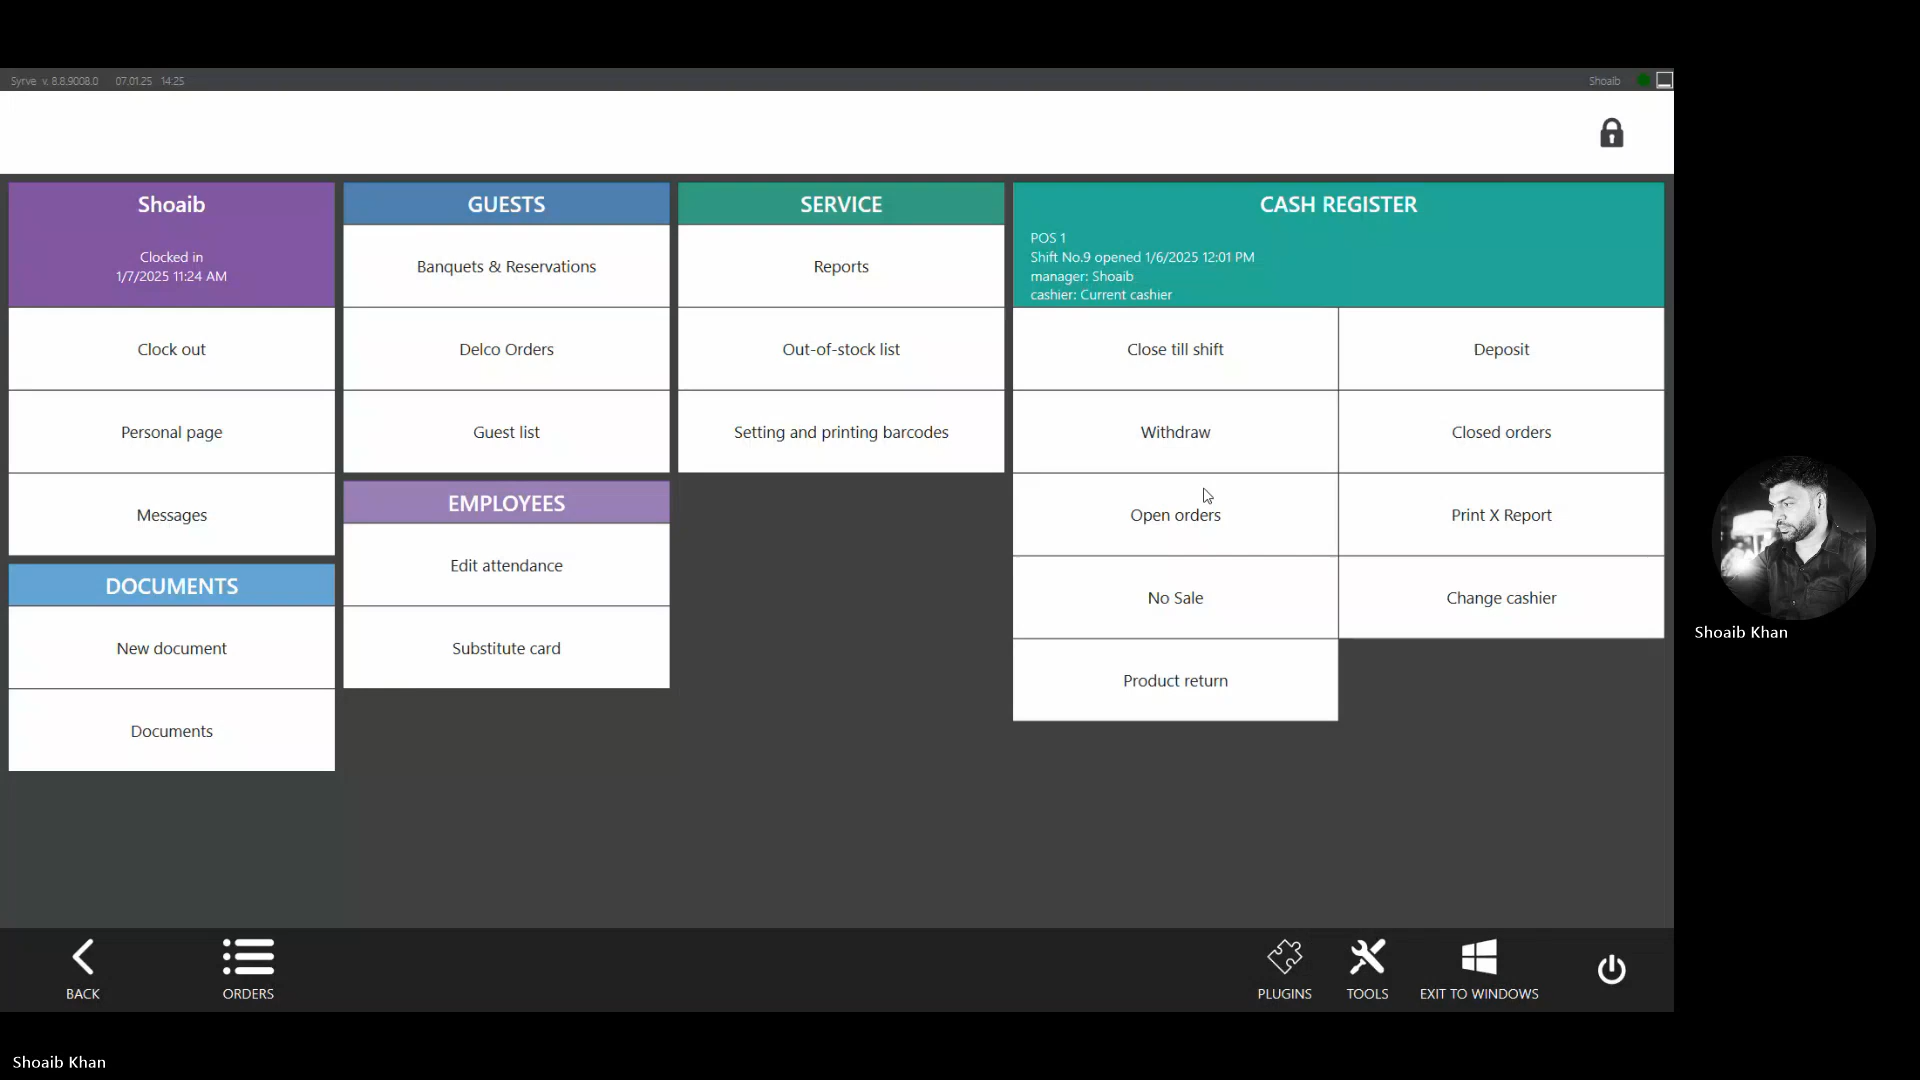 Syrve v. 8.8.9008.0 07.01.25 14:25
Shoaib
Shoaib
Clocked in
1/7/2025 11:24 AM
Clock out
Personal page
Messages
DOCUMENTS
New document
Documents
GUESTS
Banquets & Reservations
Delco Orders
Guest list
EMPLOYEES
Edit attendance
Substitute card
SERVICE
Reports
Out-of-stock list
Setting and printing barcodes
CASH REGISTER
POS 1
Shift No.9 opened 1/6/2025 12:01 PM
manager: Shoaib
cashier: Current cashier
Close till shift
Deposit
Withdraw
Closed orders
Open orders
Print X Report
No Sale
Change cashier
Product return
BACK
ORDERS
PLUGINS
TOOLS
EXIT TO WINDOWS
Shoaib Khan
Shoaib Khan